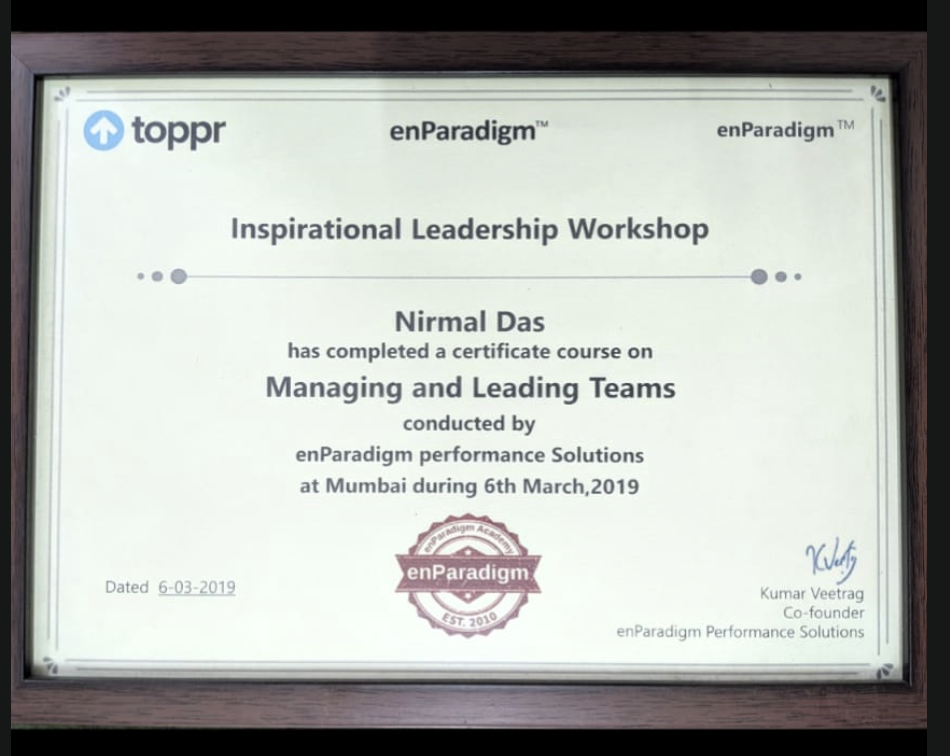 toppr
enParadigm™
enParadigm™
Inspirational Leadership Workshop
Nirmal Das
has completed a certificate course on
Managing and Leading Teams
conducted by
enParadigm performance Solutions
at Mumbai during 6th March,2019
enParadigm Academy
enParadigm
EST. 2010
Dated 6-03-2019
Kumar Veetrag
Co-founder
enParadigm Performance Solutions